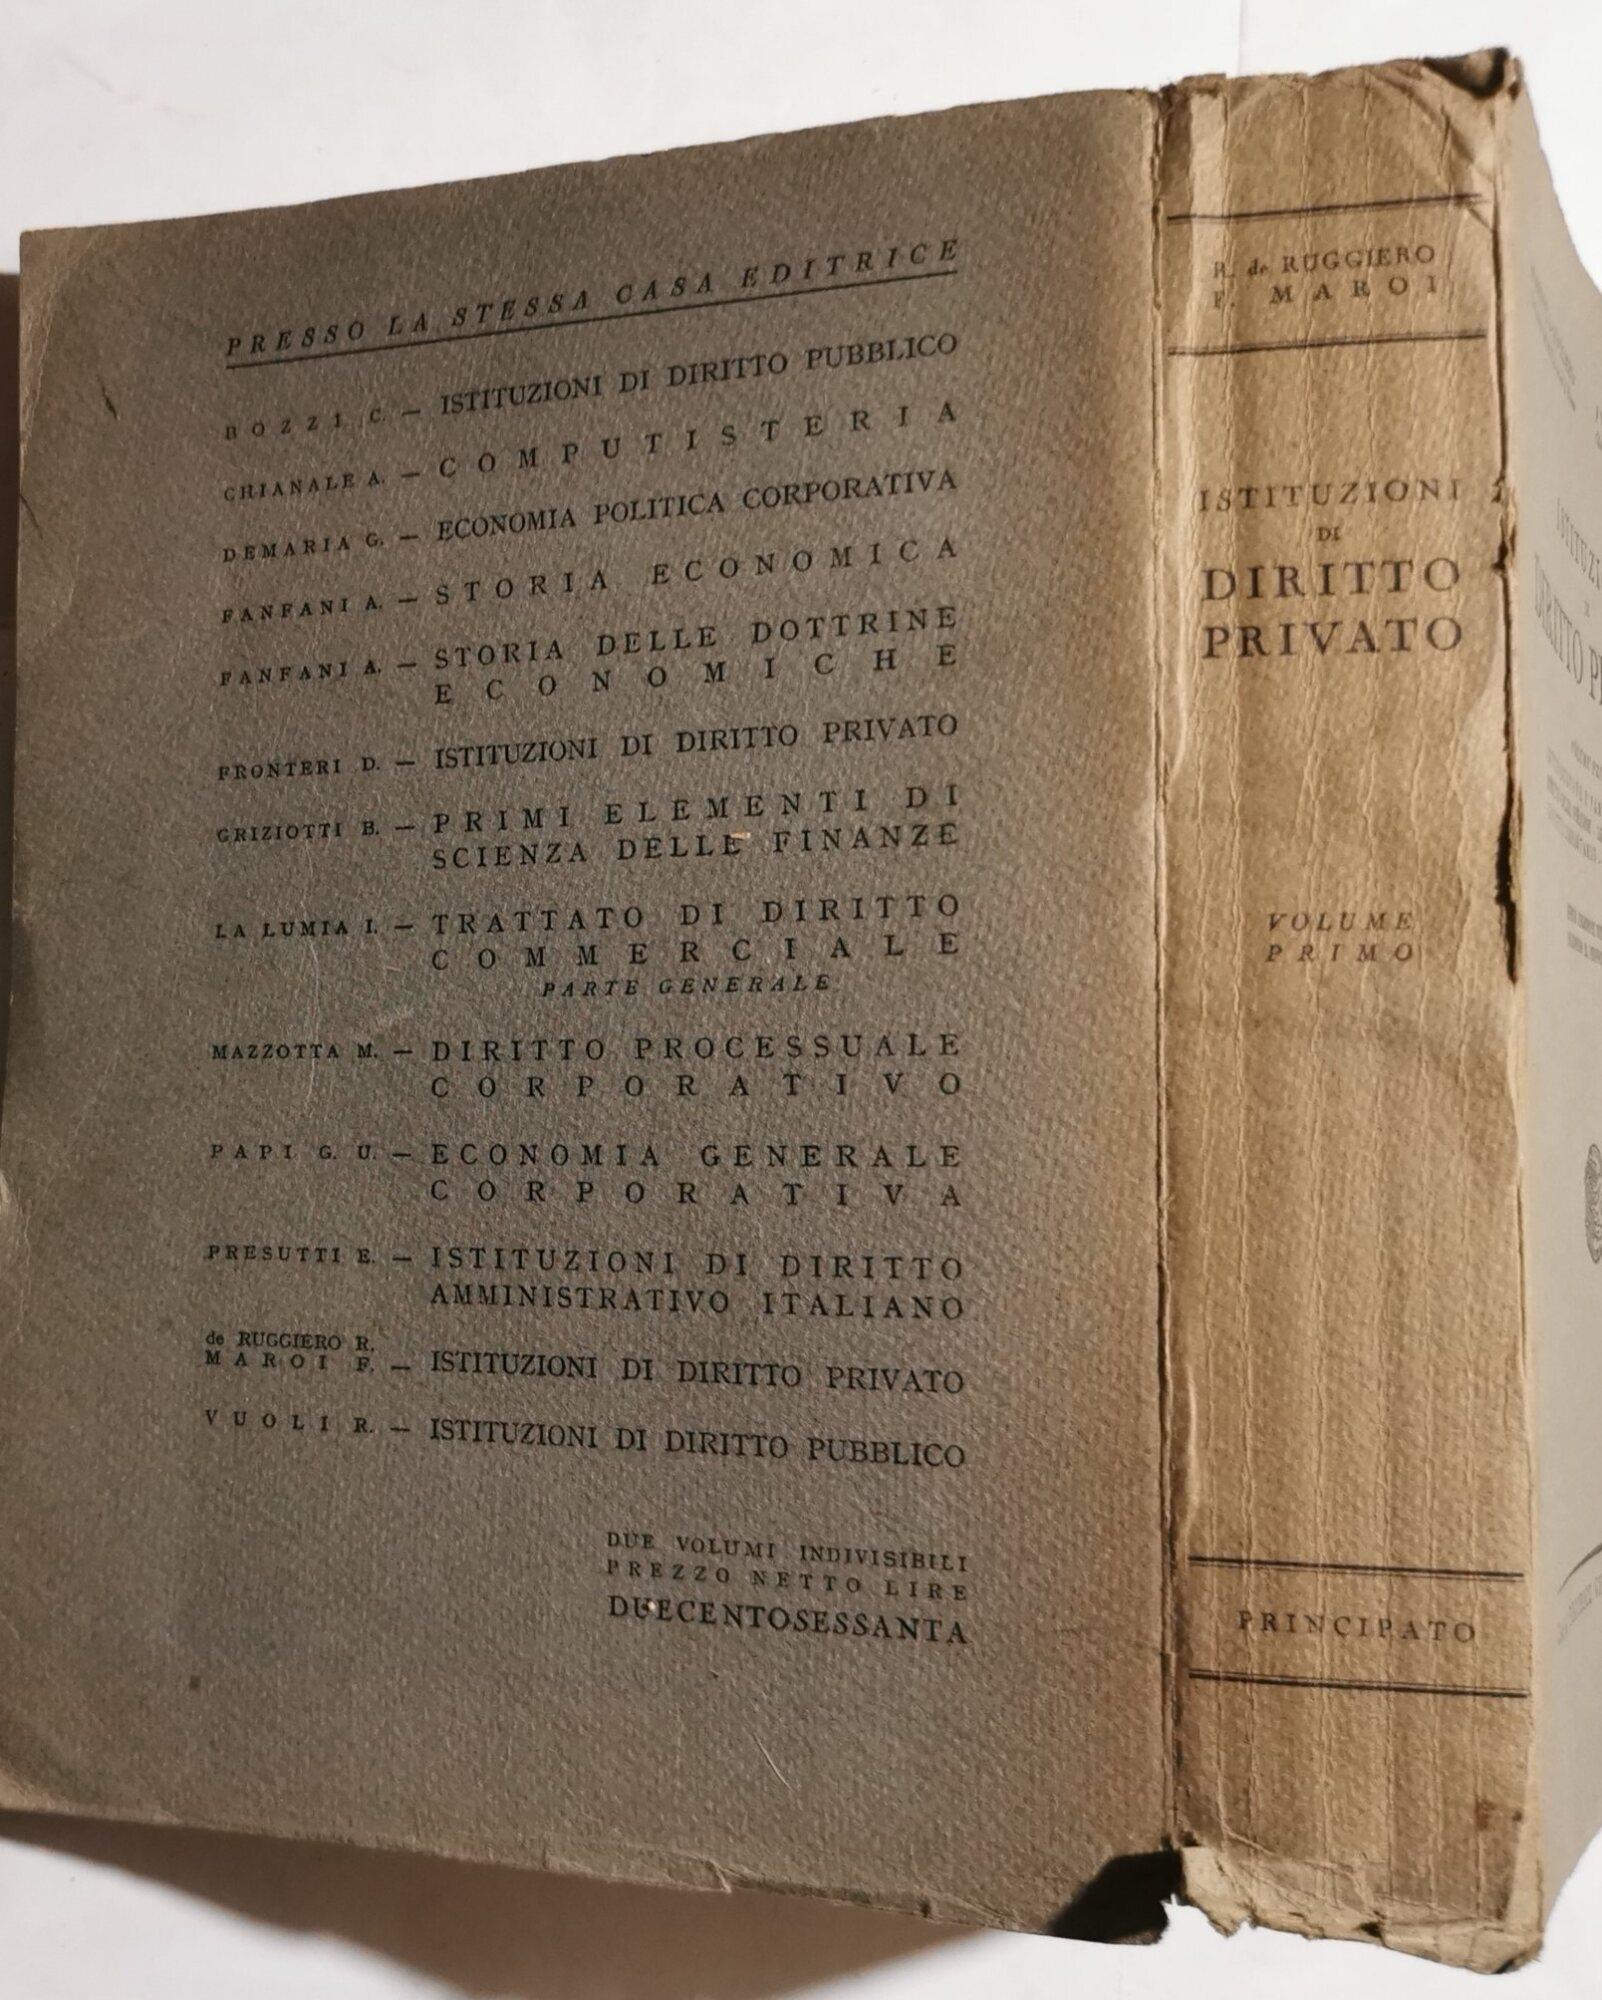 PRESSO LA STESSA CASA EDITRICE
BOZZI C. — ISTITUZIONI DI DIRITTO PUBBLICO
CHIANALE A. — COMPUTISTERIA
DEMARIA G. — ECONOMIA POLITICA CORPORATIVA
FANFANI A. — STORIA ECONOMICA
FANFANI A. — STORIA DELLE DOTTRINE
ECONOMICHE
FRONTERI D. — ISTITUZIONI DI DIRITTO PRIVATO
GRIZIOTTI B. — PRIMI ELEMENTI DI
SCIENZA DELLE FINANZE
LA LUMIA I. — TRATTATO DI DIRITTO
COMMERCIALE
PARTE GENERALE
MAZZOTTA M. — DIRITTO PROCESSUALE
CORPORATIVO
PAPI G. U. — ECONOMIA GENERALE
CORPORATIVA
PRESUTTI E. — ISTITUZIONI DI DIRITTO
AMMINISTRATIVO ITALIANO
de RUGGIERO R.
MAROI F. — ISTITUZIONI DI DIRITTO PRIVATO
VUOLI R. — ISTITUZIONI DI DIRITTO PUBBLICO
DUE VOLUMI INDIVISIBILI
PREZZO NETTO LIRE
DUECENTOSESSANTA
R. de RUGGIERO
F. MAROI
ISTITUZIONI
DI
DIRITTO
PRIVATO
VOLUME
PRIMO
PRINCIPATO